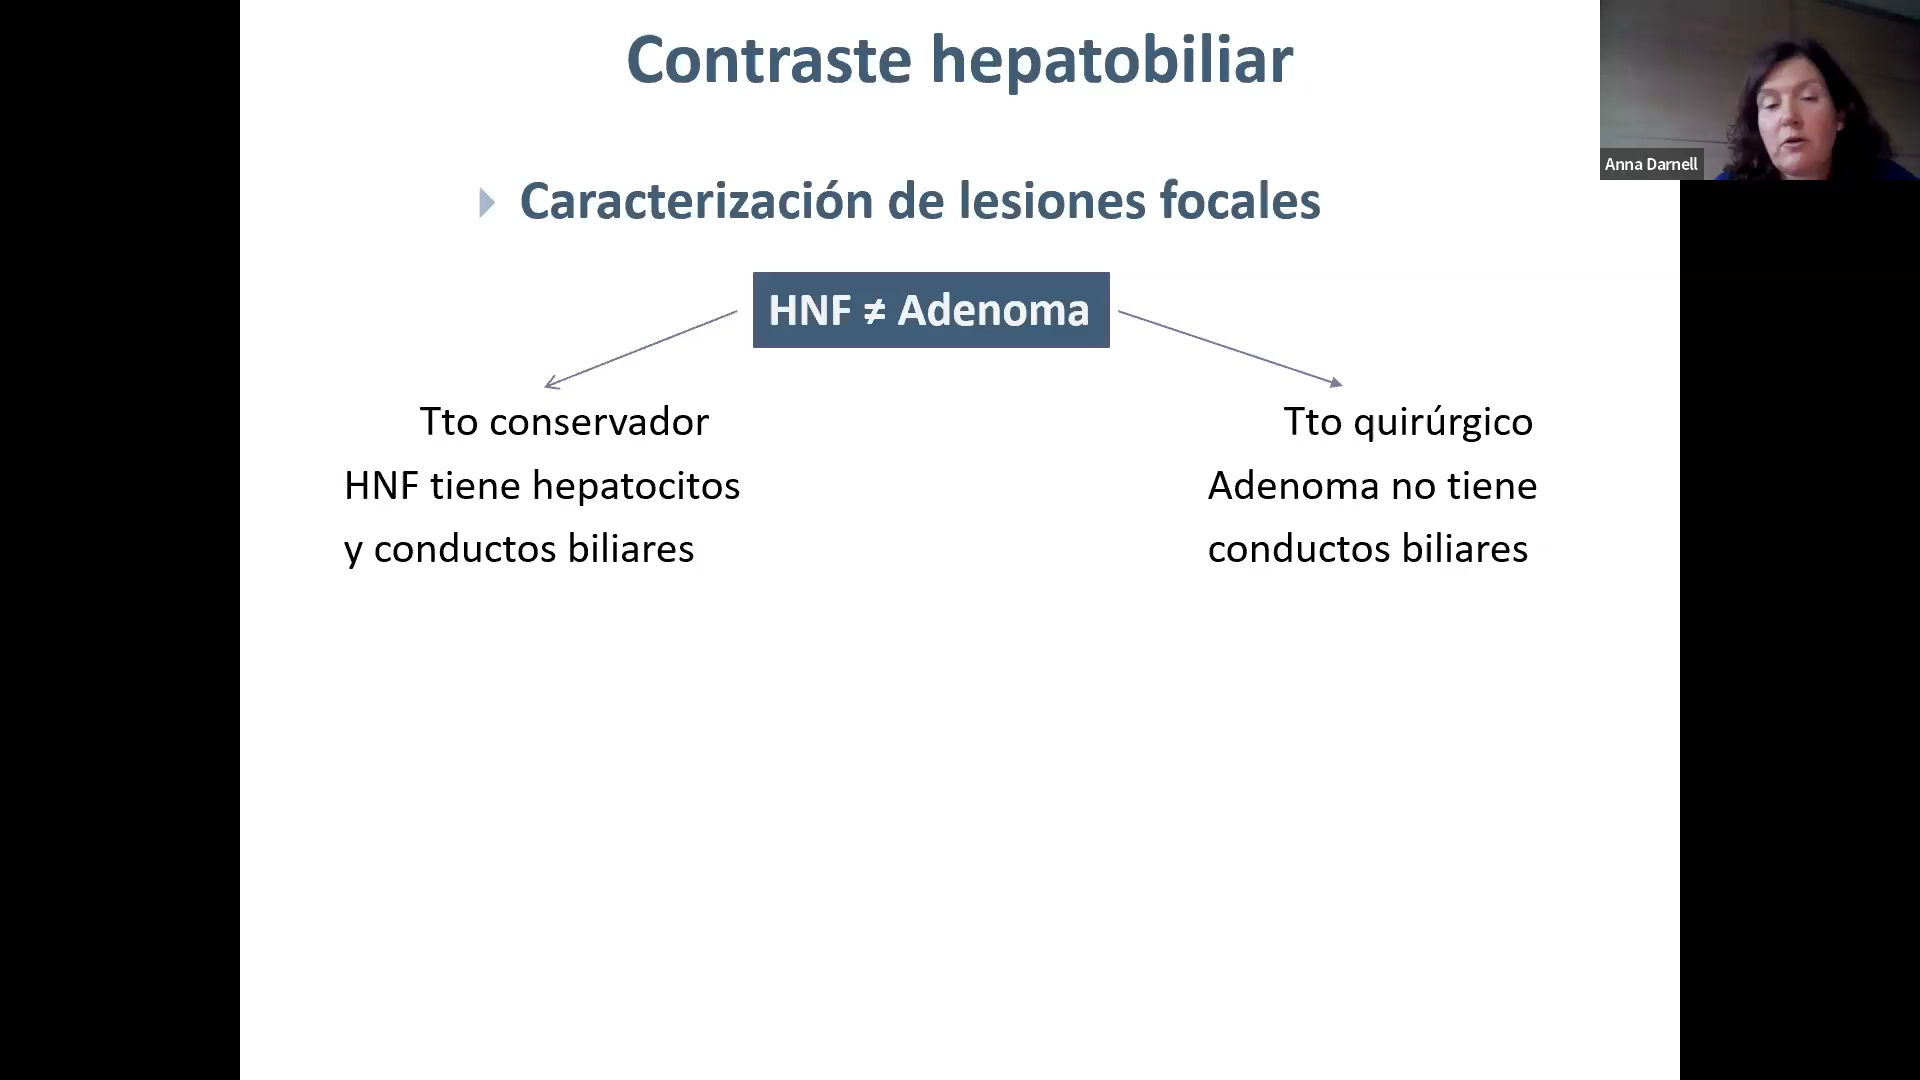 Contraste hepatobiliar
Anna Darnell
Caracterización de lesiones focales
HNF ≠ Adenoma
Tto conservador
HNF tiene hepatocitos
y conductos biliares
Tto quirúrgico
Adenoma no tiene
conductos biliares